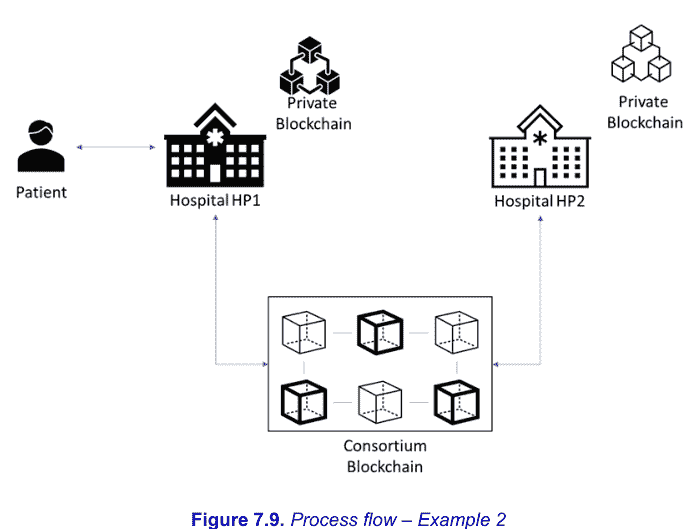 Private
Blockchain
Private
Blockchain
Patient
Hospital HP1
Hospital HP2
Consortium
Blockchain
Figure 7.9. Process flow – Example 2